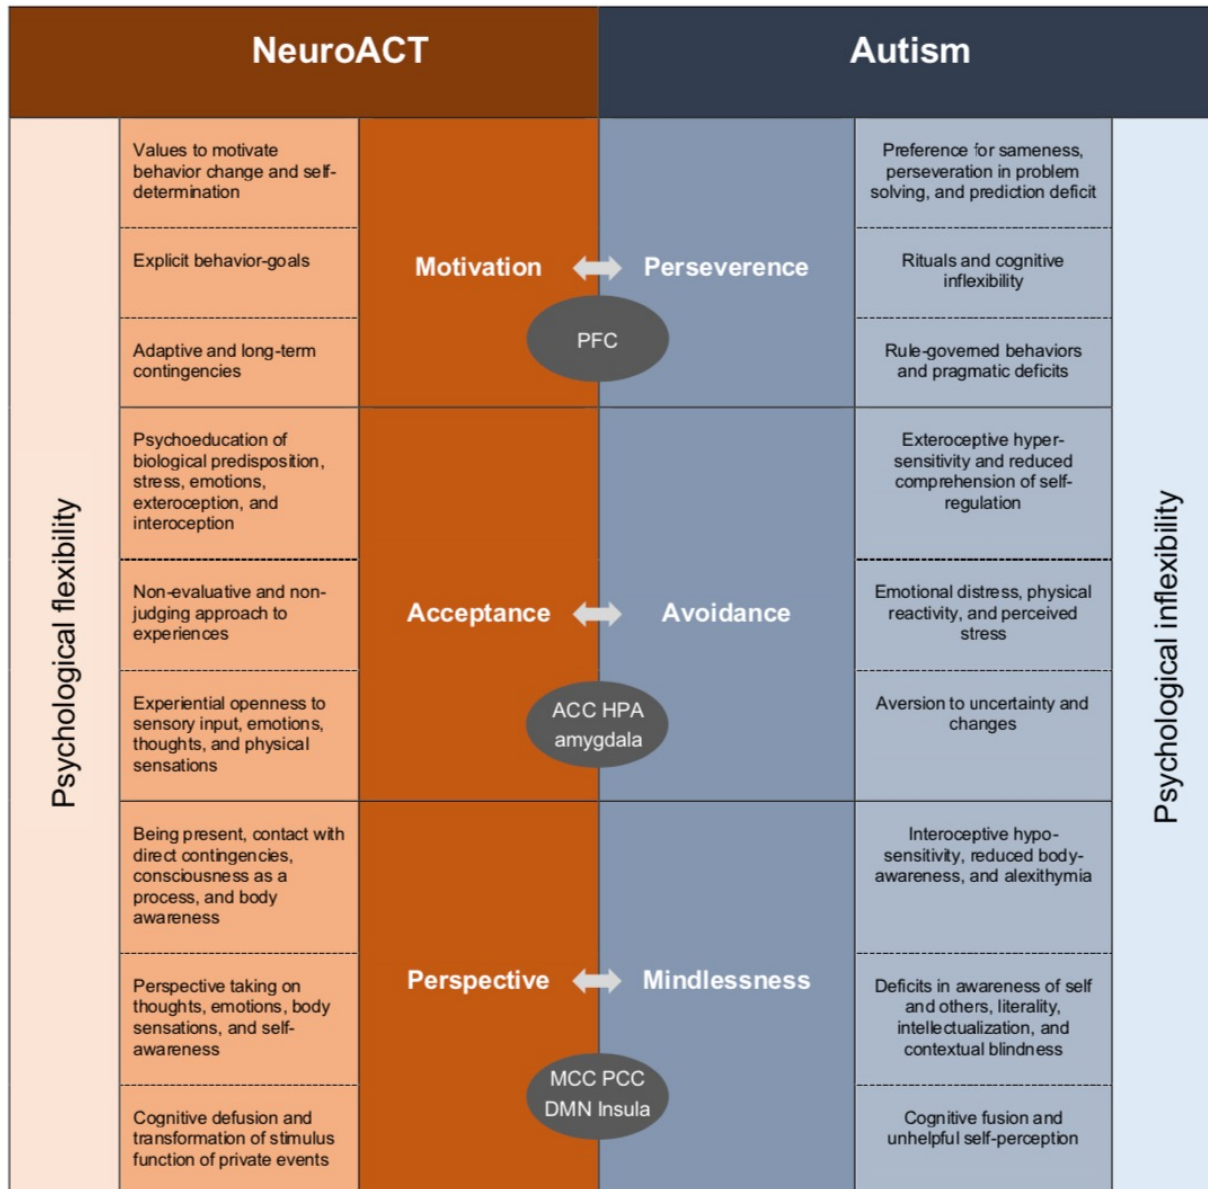 NeuroACT
Autism
Psychological flexibility
Values to motivate
behavior change and self-
determination
Explicit behavior-goals
Adaptive and long-term
contingencies
Motivation
Perseverence
PFC
Preference for sameness,
perseveration in problem
solving, and prediction deficit
Rituals and cognitive
inflexibility
Rule-governed behaviors
and pragmatic deficits
Psychoeducation of
biological predisposition,
stress, emotions,
exteroception, and
interoception
Non-evaluative and non-
judging approach to
experiences
Experiential openness to
sensory input, emotions,
thoughts, and physical
sensations
Acceptance
Avoidance
ACC HPA
amygdala
Exteroceptive hyper-
sensitivity and reduced
comprehension of self-
regulation
Emotional distress, physical
reactivity, and perceived
stress
Aversion to uncertainty and
changes
Being present, contact with
direct contingencies,
consciousness as a
process, and body
awareness
Perspective taking on
thoughts, emotions, body
sensations, and self-
awareness
Cognitive defusion and
transformation of stimulus
function of private events
Perspective
Mindlessness
MCC PCC
DMN Insula
Interoceptive hypo-
sensitivity, reduced body-
awareness, and alexithymia
Deficits in awareness of self
and others, literality,
intellectualization, and
contextual blindness
Cognitive fusion and
unhelpful self-perception
Psychological inflexibility